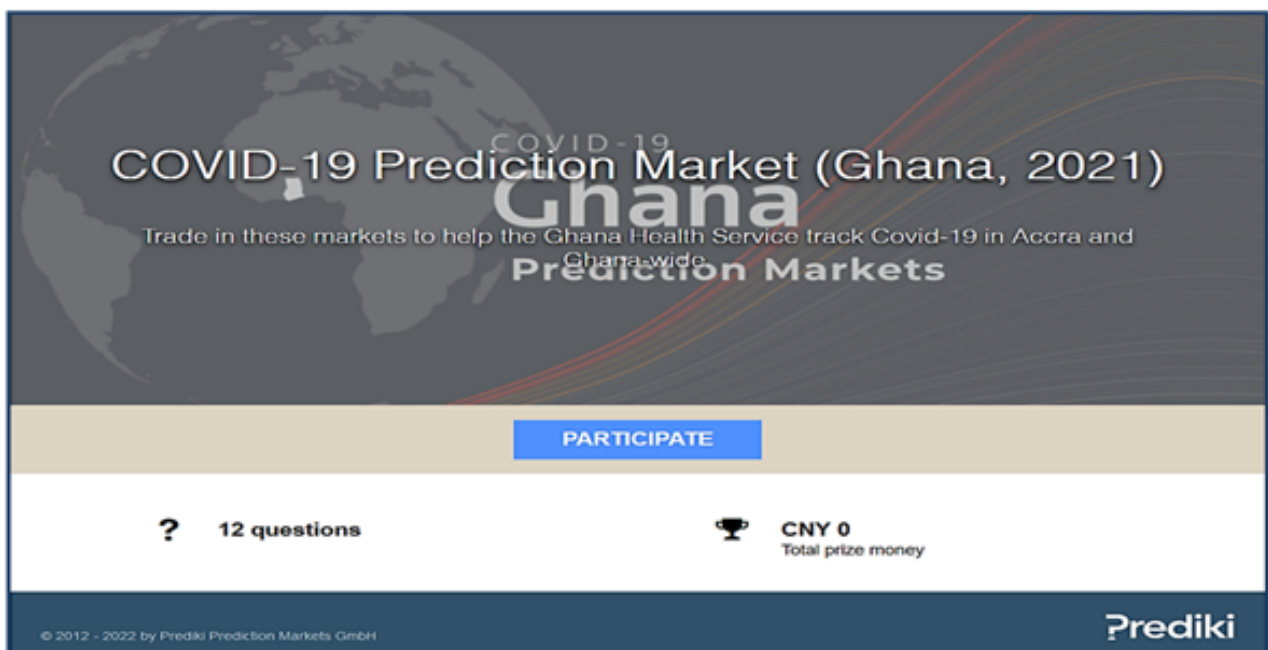 COVID-19
COVID-19 Prediction Market (Ghana, 2021)
Ghana
Trade in these markets to help the Ghana Health Service track Covid-19 in Accra and
Ghana-wide.
Prediction Markets
PARTICIPATE
? 12 questions
CNY 0
Total prize money
© 2012 - 2022 by Prediki Prediction Markets GmbH
Prediki